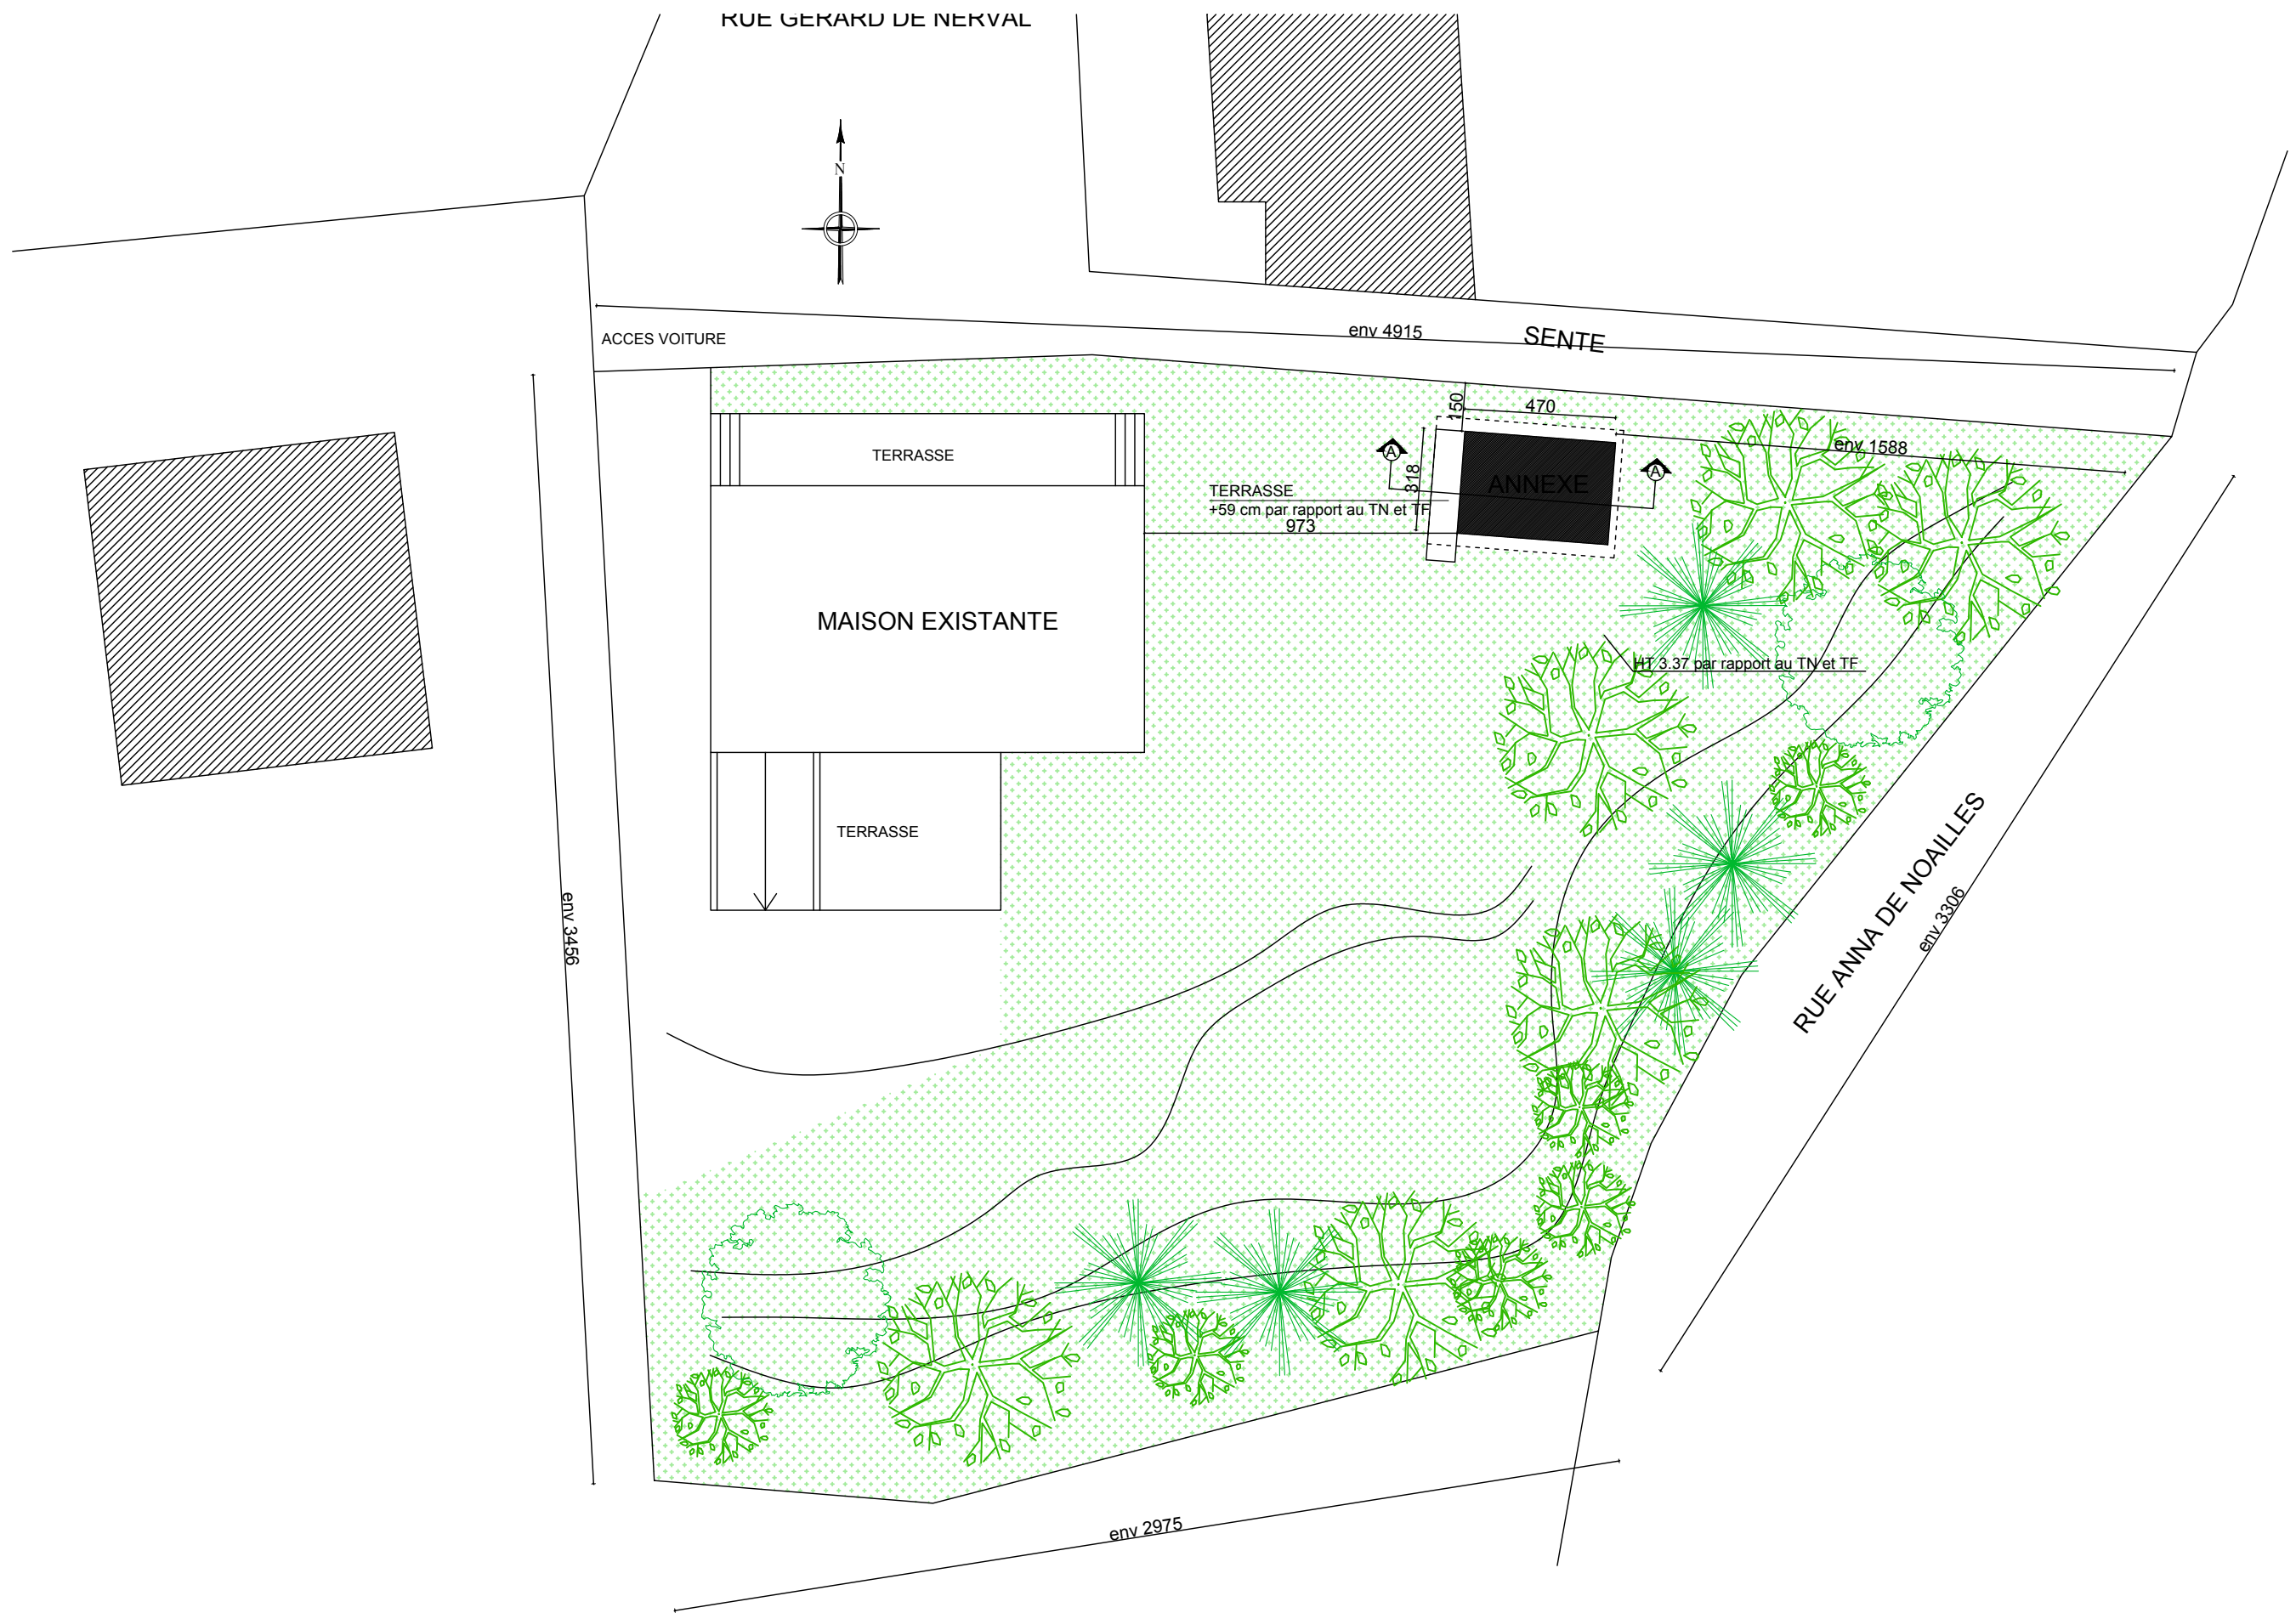 RUE GERARD DE NERVAL
N
ACCES VOITURE
env 4915
SENTE
150
470
env 1588
TERRASSE
A
318
ANNEXE
A
TERRASSE
+59 cm par rapport au TN et TF
973
MAISON EXISTANTE
HT 3.37 par rapport au TN et TF
TERRASSE
RUE ANNA DE NOAILLES
env 3306
env 3456
env 2975